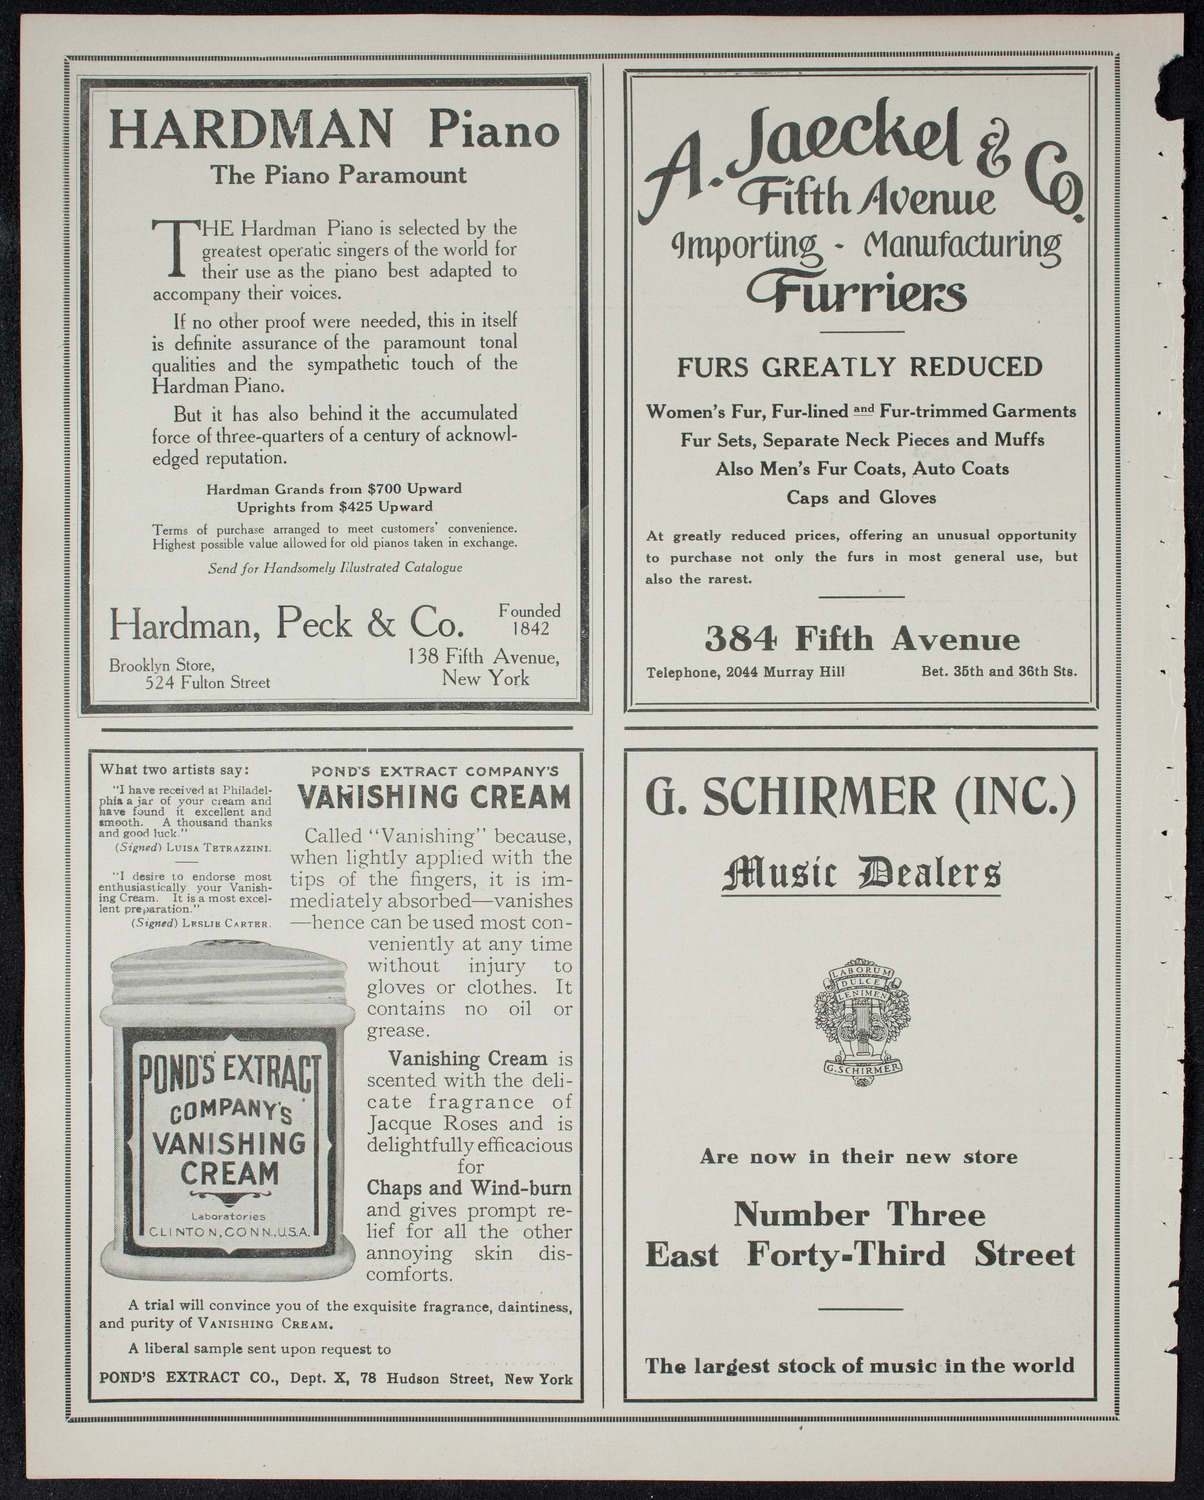 HARDMAN Piano
The Piano Paramount
THE Hardman Piano is selected by the
greatest operatic singers of the world for
their use as the piano best adapted to
accompany their voices.
If no other proof were needed, this in itself
is definite assurance of the paramount tonal
qualities and the sympathetic touch of the
Hardman Piano.
But it has also behind it the accumulated
force of three-quarters of a century of acknowl-
edged reputation.
Hardman Grands from $700 Upward
Uprights from $425 Upward
Terms of purchase arranged to meet customers' convenience.
Highest possible value allowed for old pianos taken in exchange.
Send for Handsomely Illustrated Catalogue
Hardman, Peck & Co.
Founded
1842
Brooklyn Store,
524 Fulton Street
138 Fifth Avenue,
New York
A. Jaeckel & Co.
Fifth Avenue
Importing - Manufacturing
Furriers
FURS GREATLY REDUCED
Women's Fur, Fur-lined and Fur-trimmed Garments
Fur Sets, Separate Neck Pieces and Muffs
Also Men's Fur Coats, Auto Coats
Caps and Gloves
At greatly reduced prices, offering an unusual opportunity
to purchase not only the furs in most general use, but
also the rarest.
384 Fifth Avenue
Telephone, 2044 Murray Hill Bet. 35th and 36th Sts.
What two artists say:
"I have received at Philadel-
phia a jar of your cream and
have found it excellent and
smooth. A thousand thanks
and good luck."
(Signed) LUISA TETRAZZINI.
"I desire to endorse most
enthusiastically your Vanish-
ing Cream. It is a most excel-
lent preparation."
(Signed) LESLIE CARTER.
POND'S EXTRACT COMPANY'S
VANISHING CREAM
Called "Vanishing" because,
when lightly applied with the
tips of the fingers, it is im-
mediately absorbed—vanishes
—hence can be used most con-
veniently at any time
without injury to
gloves or clothes. It
contains no oil or
grease.
Vanishing Cream is
scented with the deli-
cate fragrance of
Jacque Roses and is
delightfully efficacious
for
Chaps and Wind-burn
and gives prompt re-
lief for all the other
annoying skin dis-
comforts.
POND'S EXTRACT
COMPANY'S
VANISHING
CREAM
Laboratories
CLINTON, CONN., U.S.A.
A trial will convince you of the exquisite fragrance, daintiness,
and purity of VANISHING CREAM.
A liberal sample sent upon request to
POND'S EXTRACT CO., Dept. X, 78 Hudson Street, New York
G. SCHIRMER (INC.)
Music Dealers
LABORUM
DULCE
LENIMEN
G. SCHIRMER
Are now in their new store
Number Three
East Forty-Third Street
The largest stock of music in the world